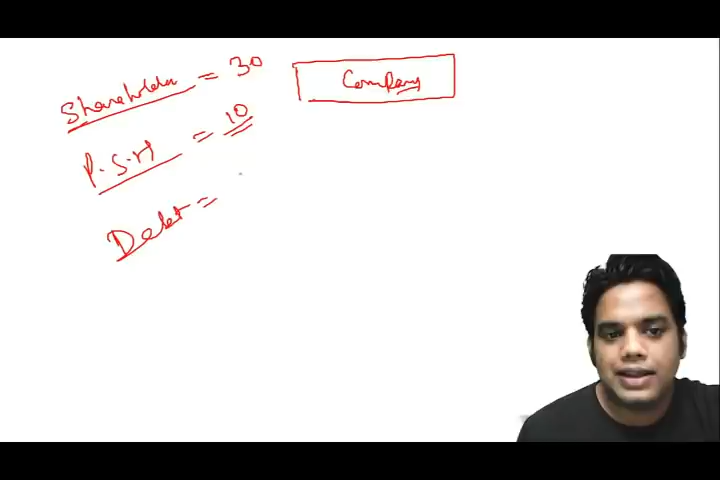 Shareholder = 30
Company
P.S.H = 10
Debt =